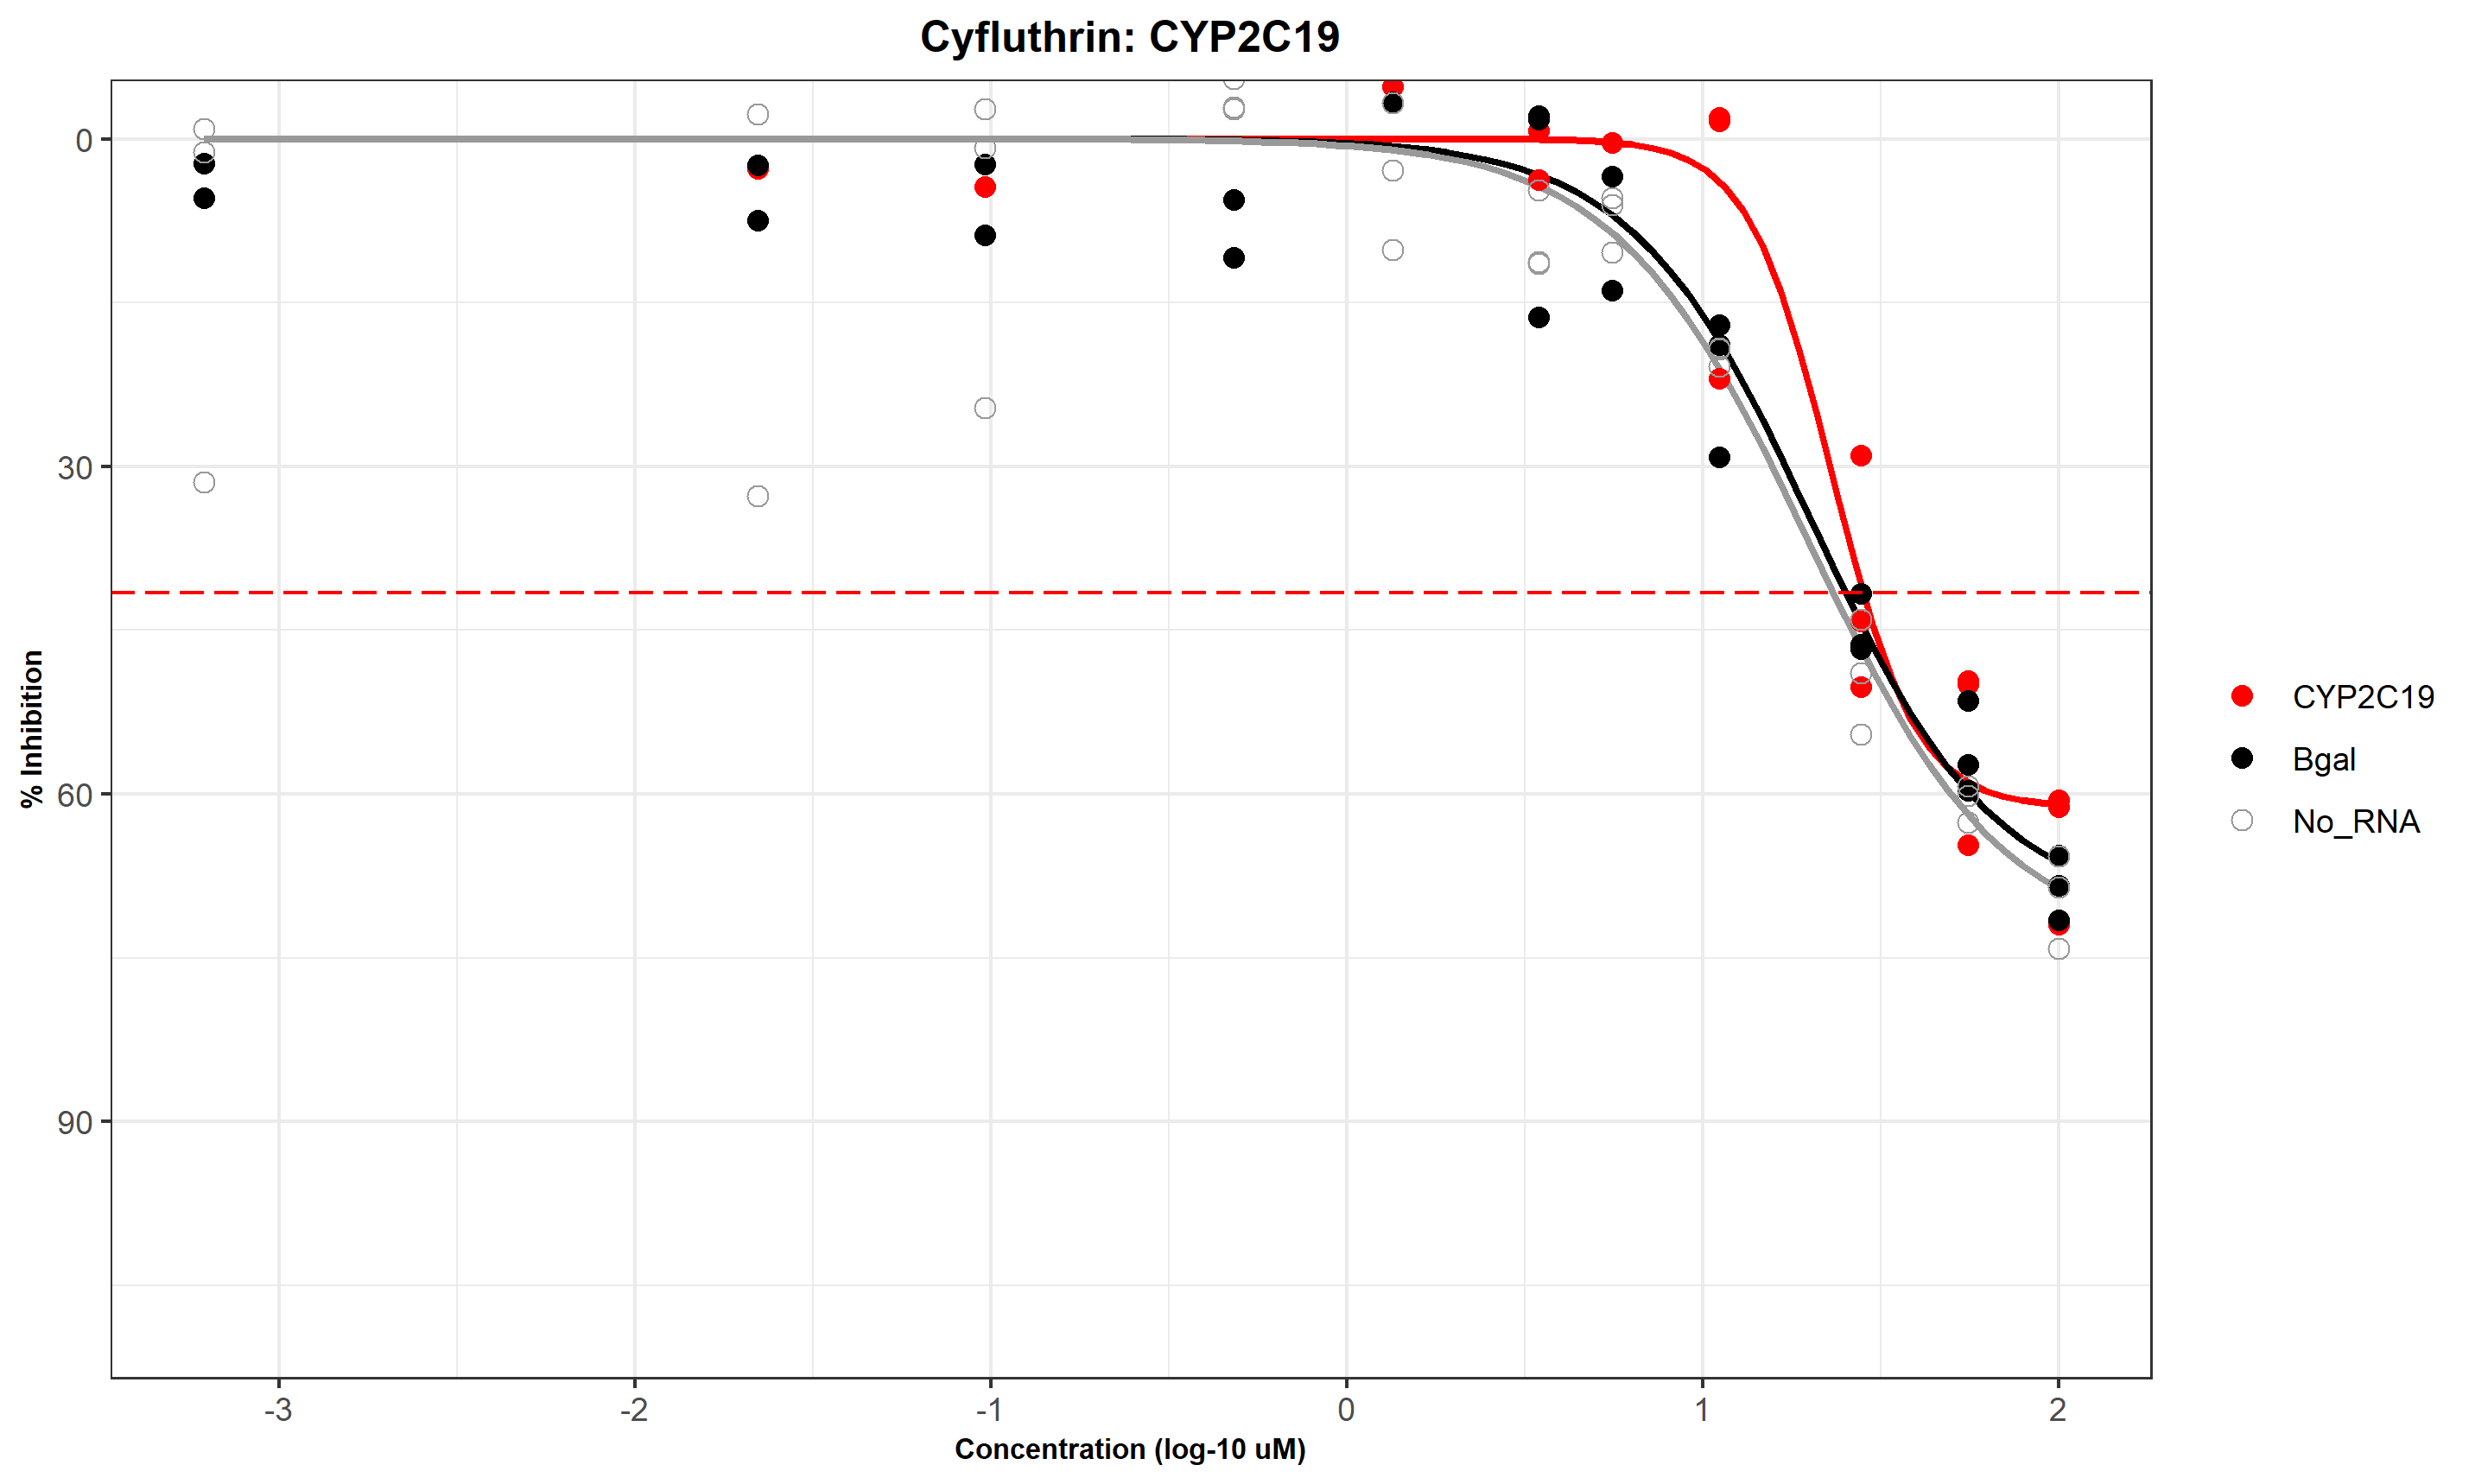 Cyfluthrin: CYP2C19
% Inhibition
0
30
60
90
-3
-2
-1
0
1
2
Concentration (log-10 uM)
CYP2C19
Bgal
No_RNA